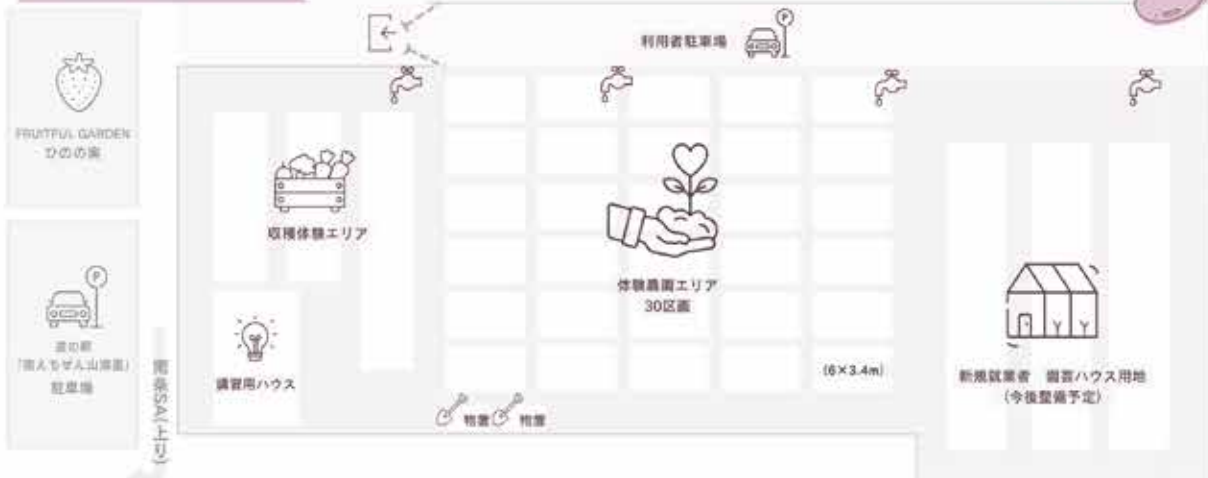 利用者駐車場
P
FRUITFUL GARDEN
ひのの実
収穫体験エリア
体験農園エリア
30区画
P
道の駅
「南えちぜん山海里」
駐車場
講習用ハウス
南条SA(上り)
(6×3.4m)
新規就業者 園芸ハウス用地
(今後整備予定)
物置
物置